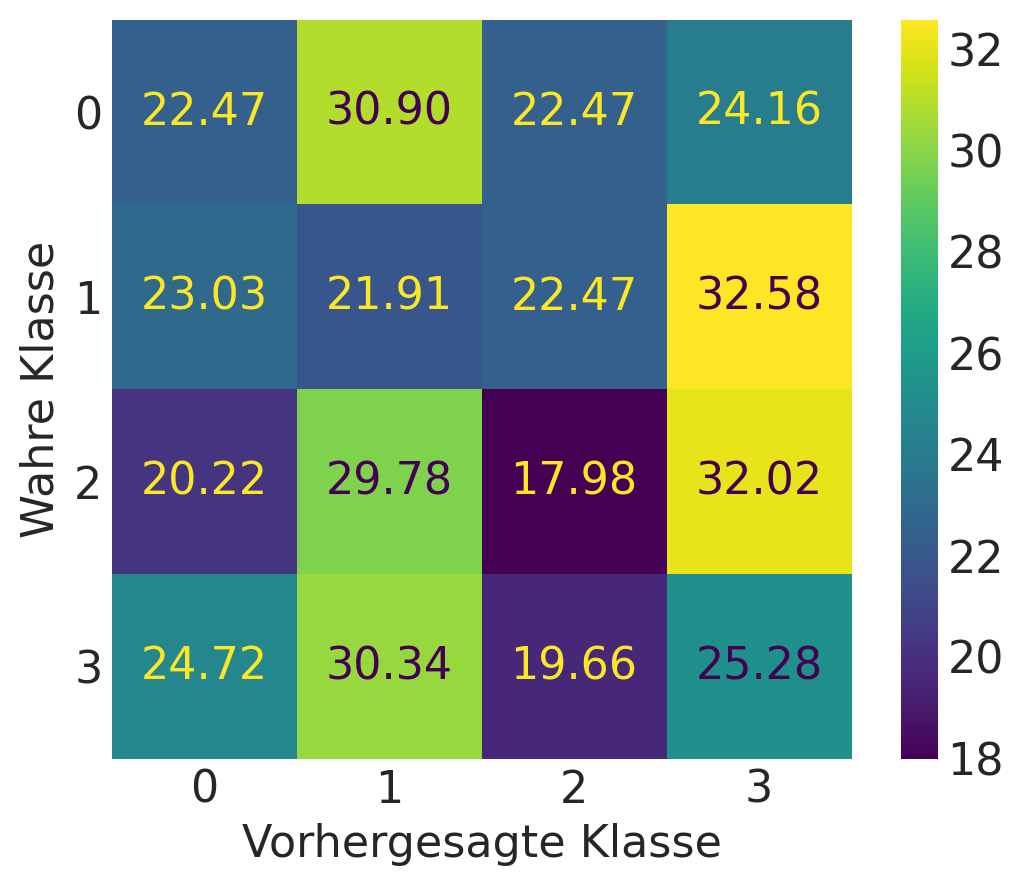 0 22.47 30.90 22.47 24.16
1 23.03 21.91 22.47 32.58
2 20.22 29.78 17.98 32.02
3 24.72 30.34 19.66 25.28
0 1 2 3
Vorhergesagte Klasse
Wahre Klasse
32
30
28
26
24
22
20
18